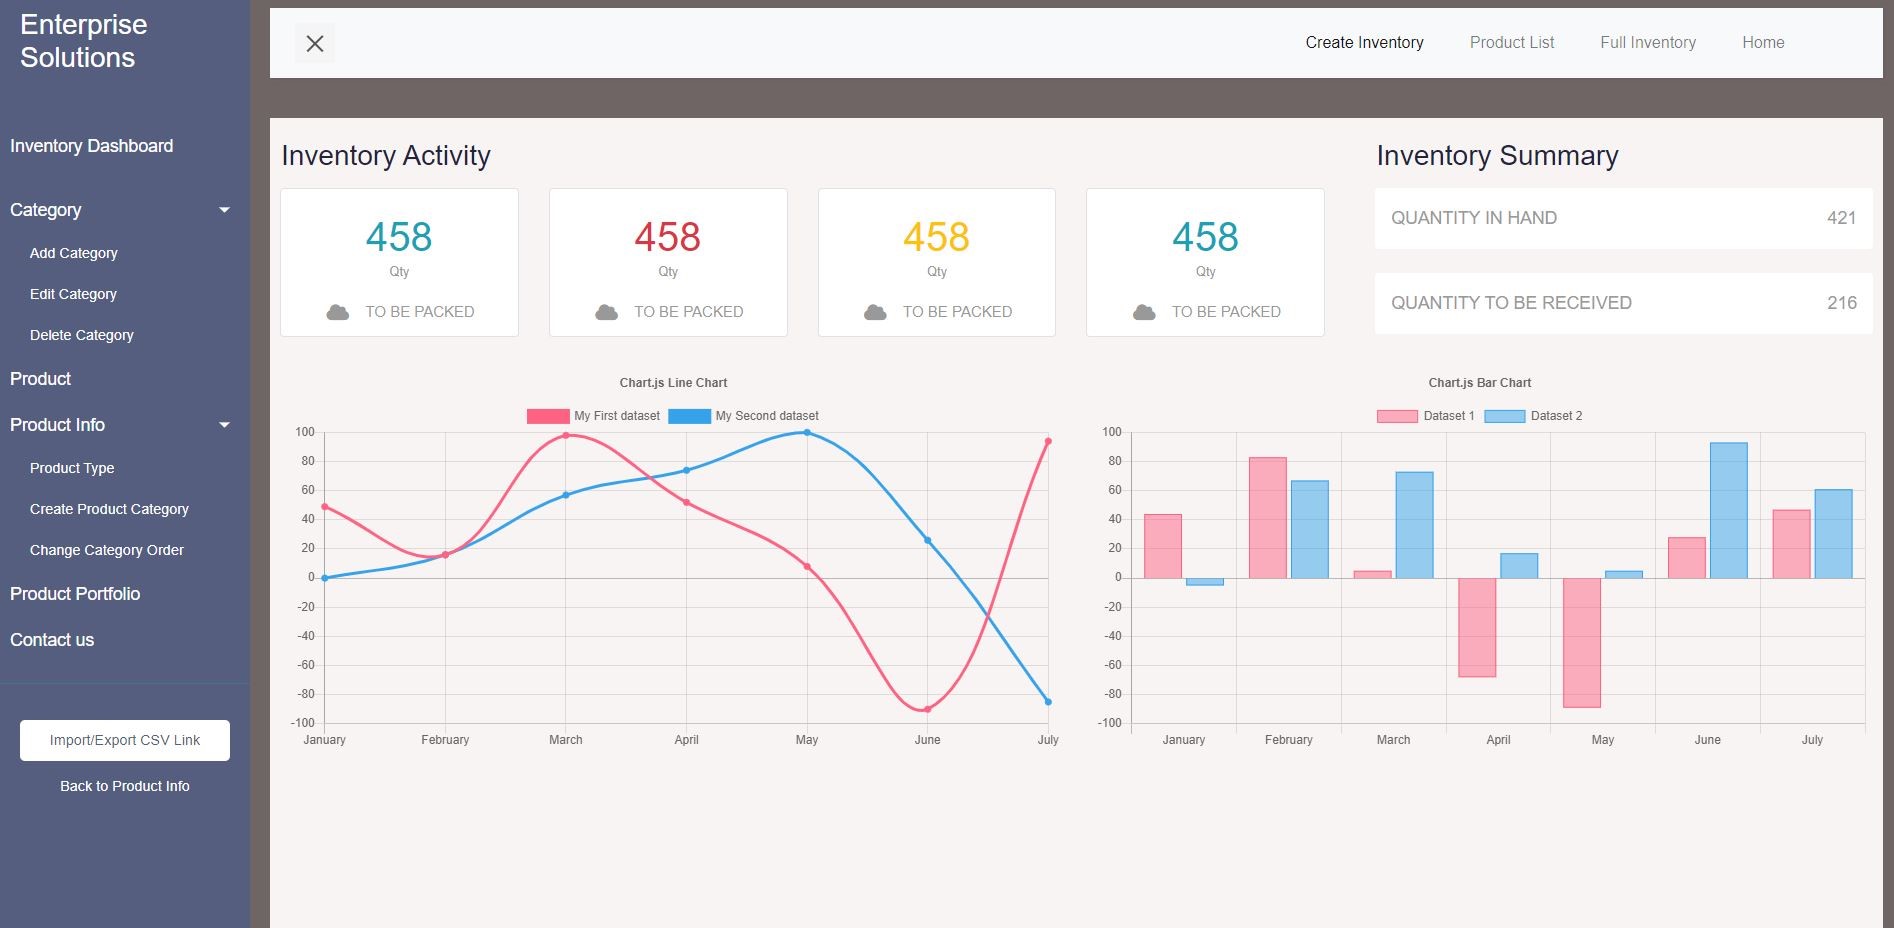 Enterprise
Solutions
Inventory Dashboard
Category
Add Category
Edit Category
Delete Category
Product
Product Info
Product Type
Create Product Category
Change Category Order
Product Portfolio
Contact us
Import/Export CSV Link
Back to Product Info
Create Inventory Product List Full Inventory Home
Inventory Activity
458 458 458 458
Qty Qty Qty Qty
TO BE PACKED TO BE PACKED TO BE PACKED TO BE PACKED
Inventory Summary
QUANTITY IN HAND 421
QUANTITY TO BE RECEIVED 216
Chart.js Line Chart
My First dataset My Second dataset
100
80
60
40
20
0
-20
-40
-60
-80
-100
January February March April May June July
Chart.js Bar Chart
Dataset 1 Dataset 2
100
80
60
40
20
0
-20
-40
-60
-80
-100
January February March April May June July